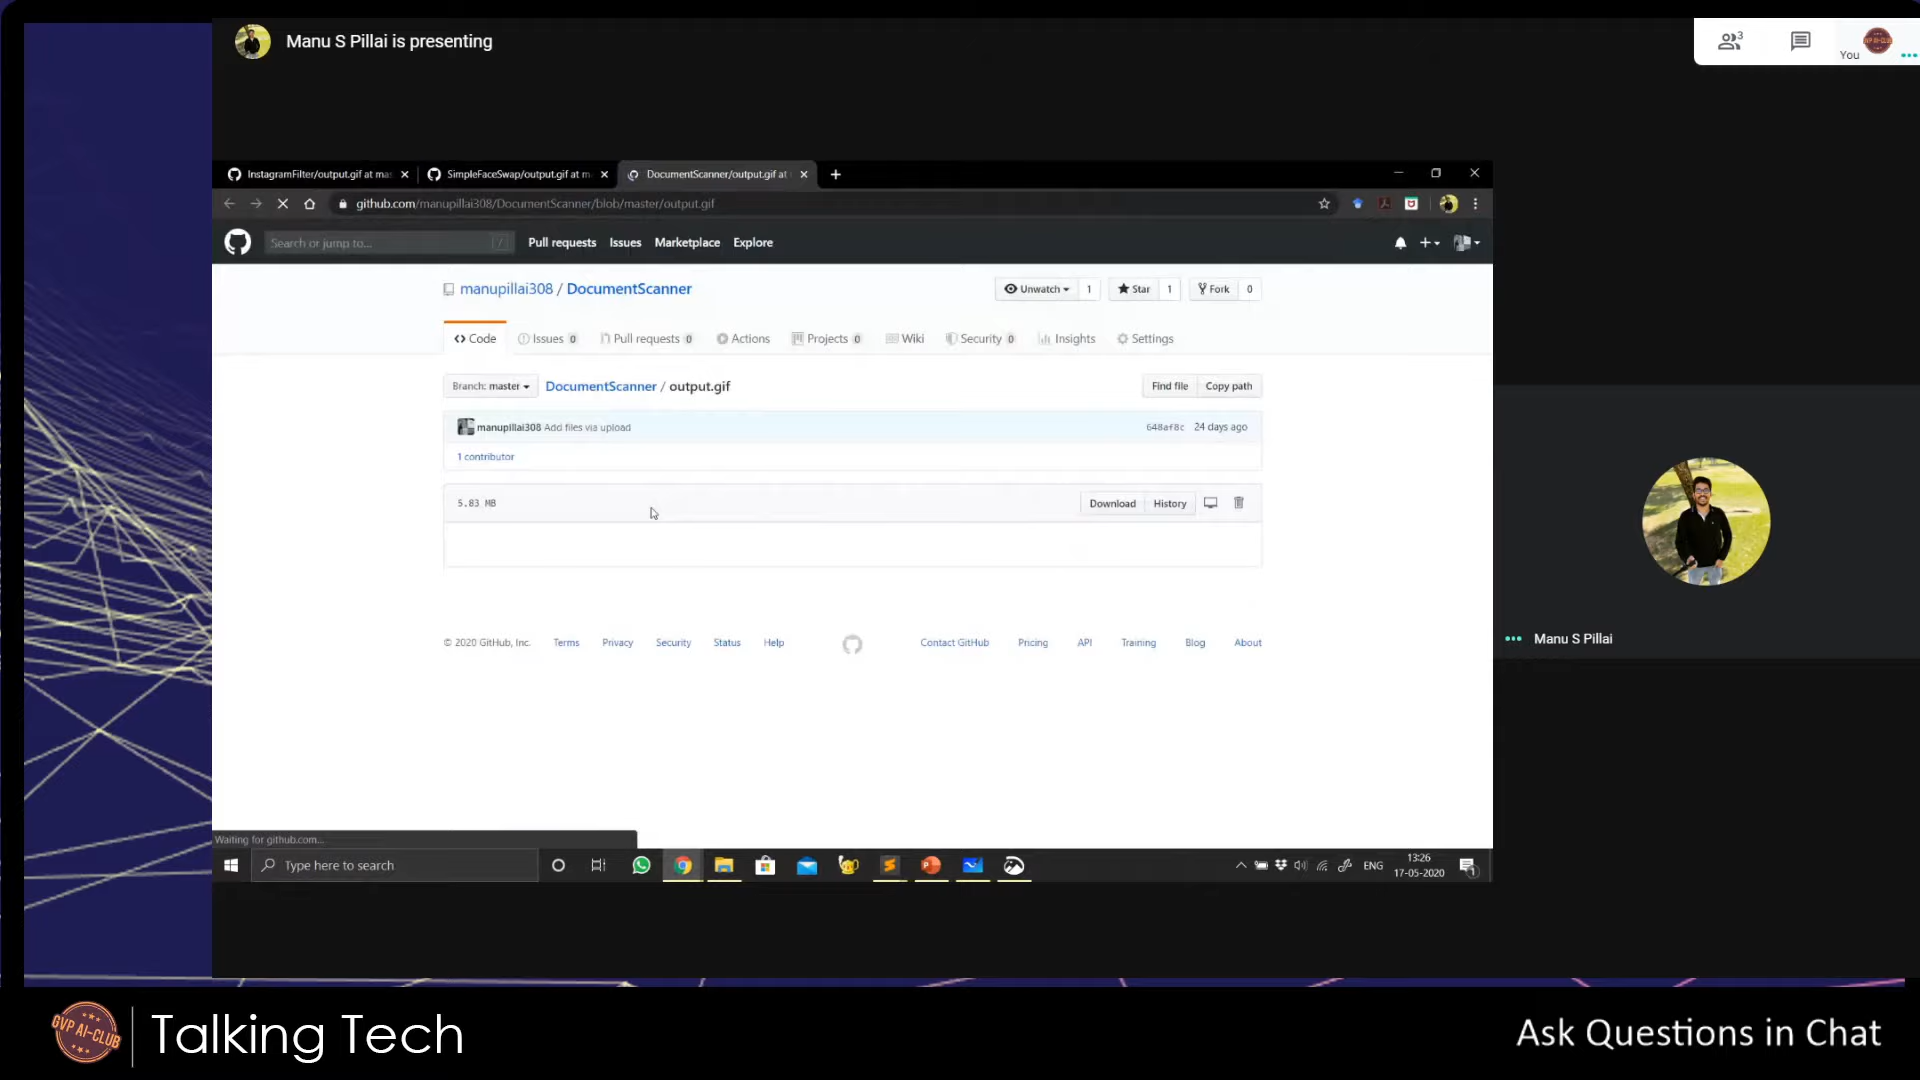 Manu S Pillai is presenting
3
You
InstagramFilter/output.gif at mas
SimpleFaceSwap/output.gif at m
DocumentScanner/output.gif at
github.com/manupillai308/DocumentScanner/blob/master/output.gif
Search or jump to... /
Pull requests Issues Marketplace Explore
manupillai308 / DocumentScanner
Unwatch 1 Star 1 Fork 0
Code Issues 0 Pull requests 0 Actions Projects 0 Wiki Security 0 Insights Settings
Branch: master DocumentScanner / output.gif Find file Copy path
manupillai308 Add files via upload 648af8c 24 days ago
1 contributor
5.83 MB Download History
© 2020 GitHub, Inc. Terms Privacy Security Status Help Contact GitHub Pricing API Training Blog About
Manu S Pillai
Waiting for github.com...
Type here to search
ENG
13:26
17-05-2020
1
GVP AI-CLUB
Talking Tech
Ask Questions in Chat